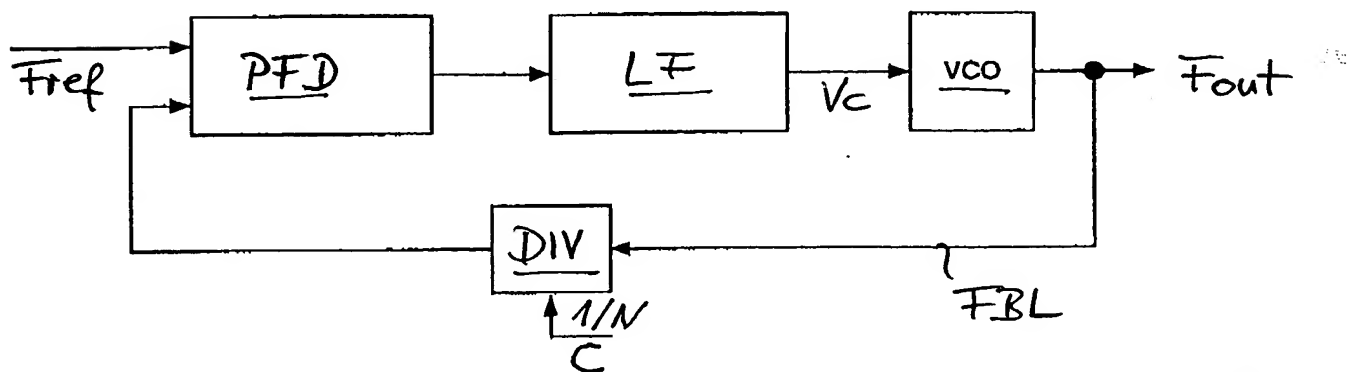 PFD
LF
VCO
Fref
Vc
Fout
DIV
1/N
C
FBL